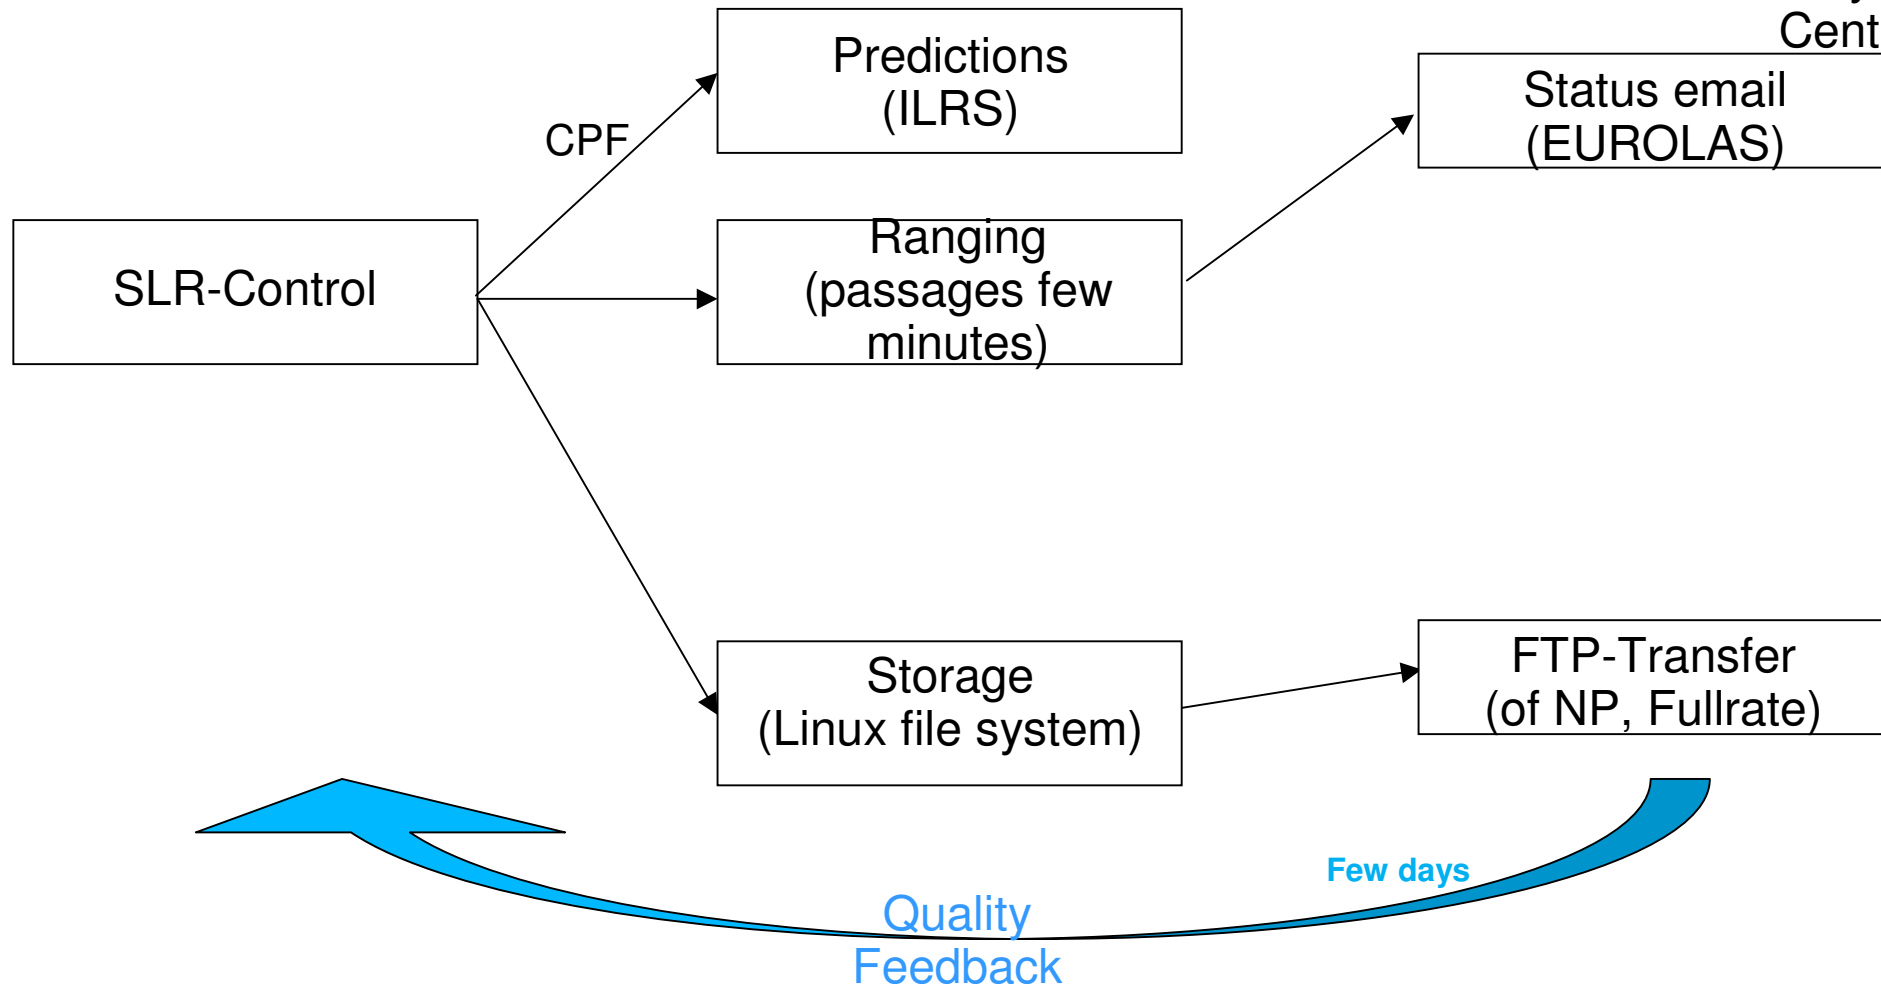 Predictions
(ILRS)
CPF
Status email
(EUROLAS)
SLR-Control
Ranging
(passages few
minutes)
Storage
(Linux file system)
FTP-Transfer
(of NP, Fullrate)
Few days
Quality
Feedback